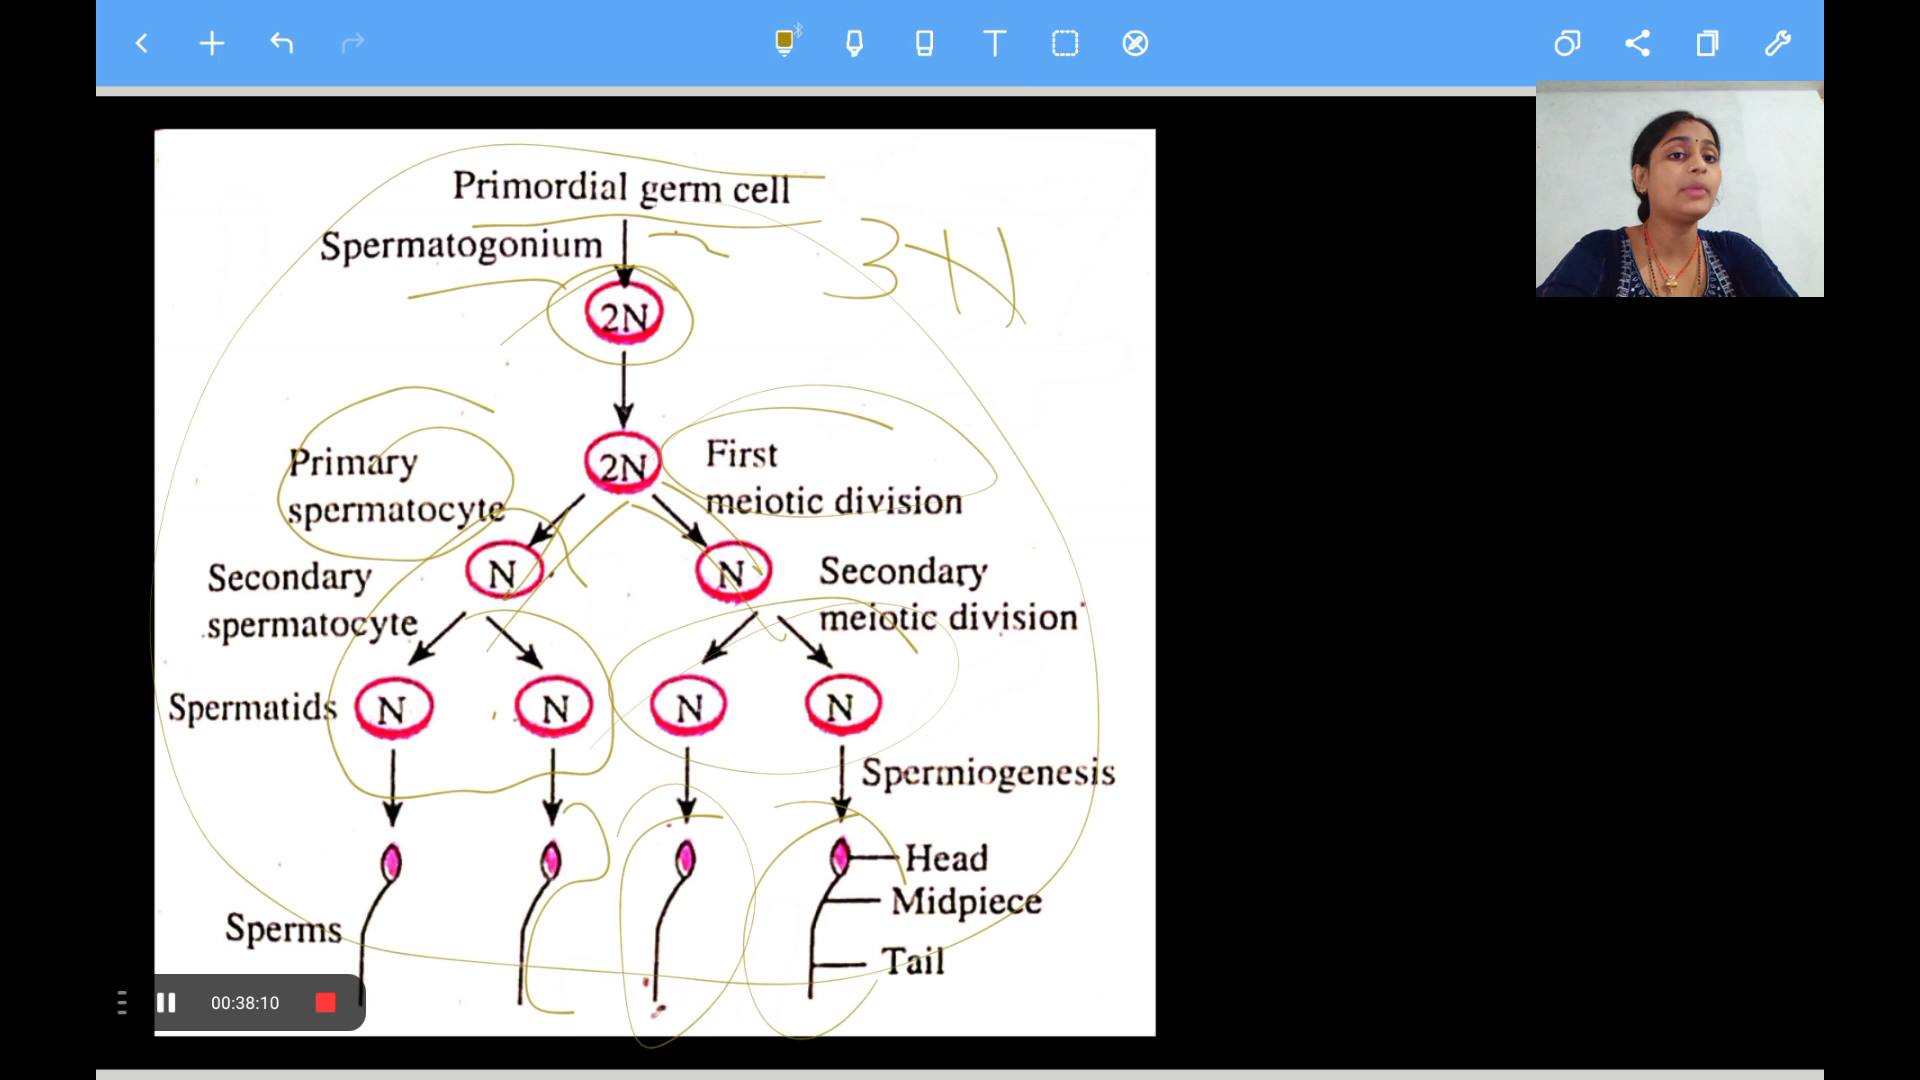 Primordial germ cell
Spermatogonium
2N
2N
Primary
spermatocyte
First
meiotic division
N
N
Secondary
spermatocyte
Secondary
meiotic division
Spermatids
N
N
N
N
Spermiogenesis
Head
Midpiece
Sperms
Tail
00:38:10